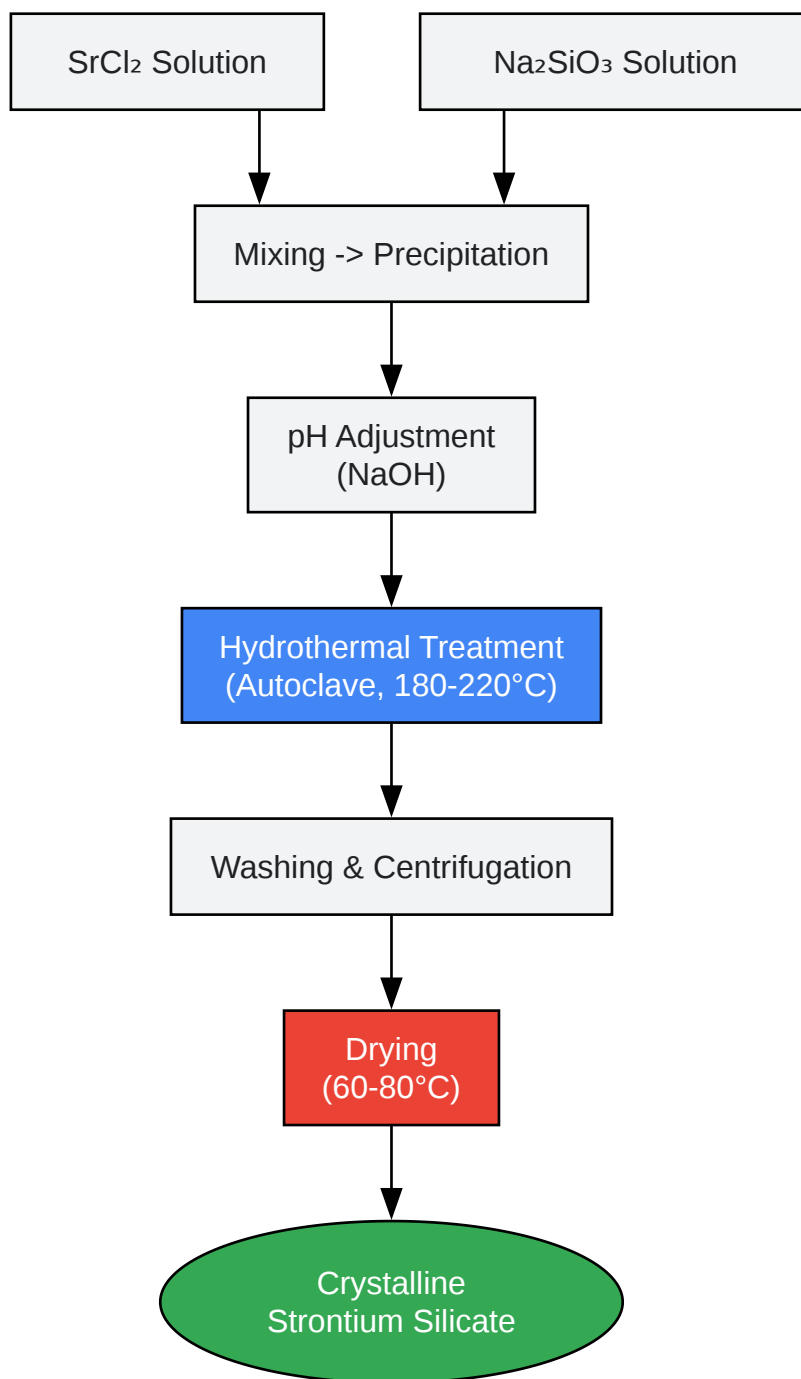 SrCl₂ Solution
Na₂SiO₃ Solution
Mixing -> Precipitation
pH Adjustment
(NaOH)
Hydrothermal Treatment
(Autoclave, 180-220°C)
Washing & Centrifugation
Drying
(60-80°C)
Crystalline
Strontium Silicate